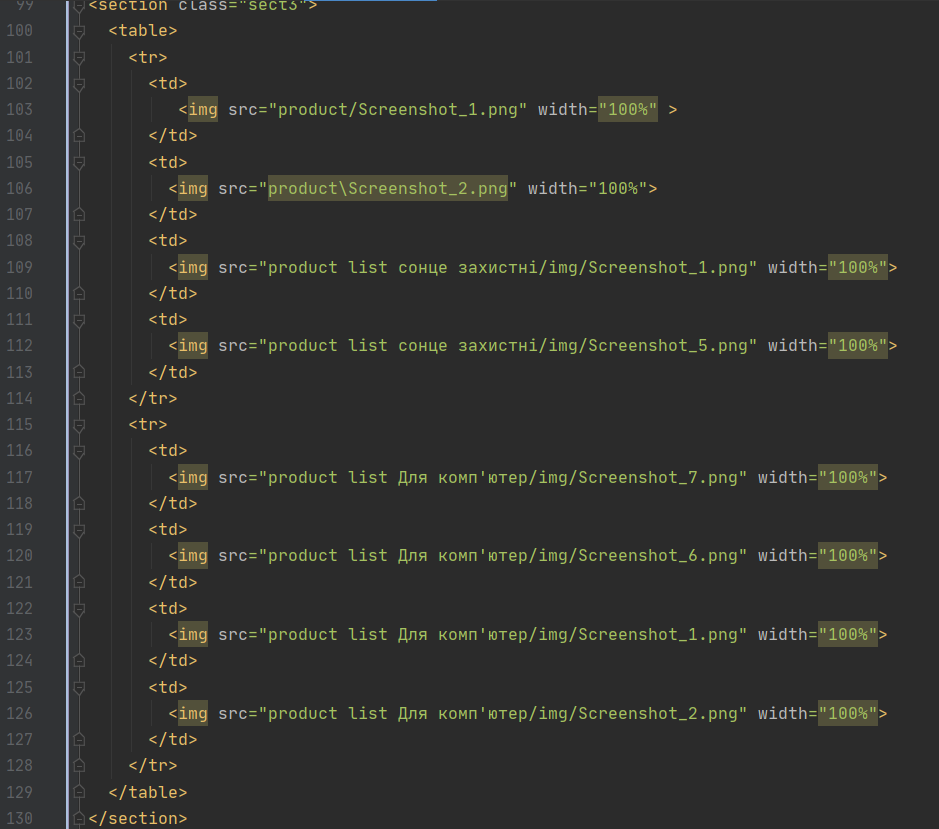 99 <section class="sect3">
100 <table>
101 <tr>
102 <td>
103 <img src="product/Screenshot_1.png" width="100%" >
104 </td>
105 <td>
106 <img src="product\Screenshot_2.png" width="100%">
107 </td>
108 <td>
109 <img src="product list сонце захистні/img/Screenshot_1.png" width="100%">
110 </td>
111 <td>
112 <img src="product list сонце захистні/img/Screenshot_5.png" width="100%">
113 </td>
114 </tr>
115 <tr>
116 <td>
117 <img src="product list Для комп'ютер/img/Screenshot_7.png" width="100%">
118 </td>
119 <td>
120 <img src="product list Для комп'ютер/img/Screenshot_6.png" width="100%">
121 </td>
122 <td>
123 <img src="product list Для комп'ютер/img/Screenshot_1.png" width="100%">
124 </td>
125 <td>
126 <img src="product list Для комп'ютер/img/Screenshot_2.png" width="100%">
127 </td>
128 </tr>
129 </table>
130 </section>